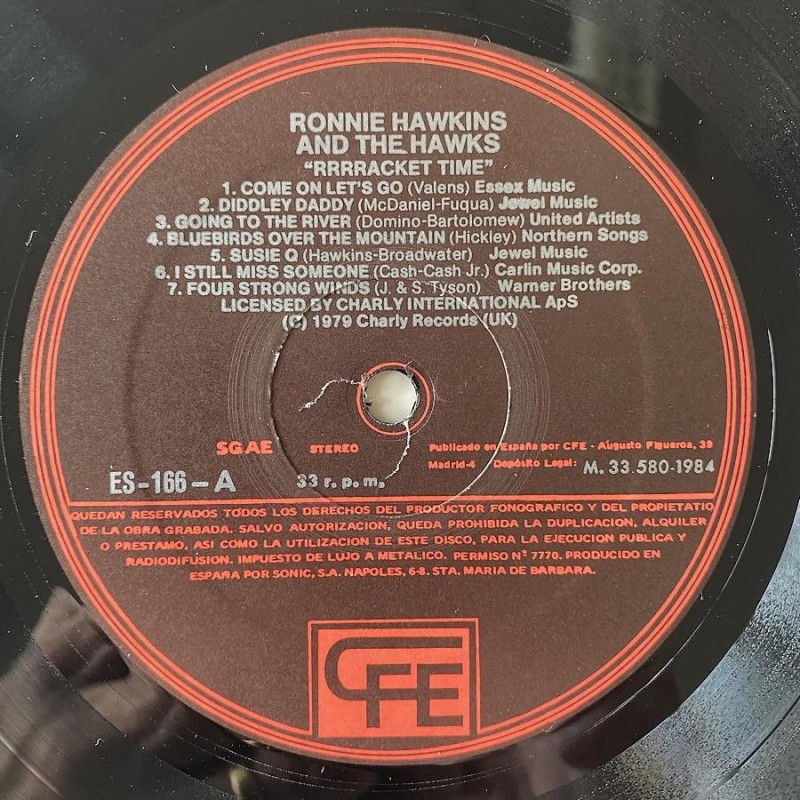 RONNIE HAWKINS
AND THE HAWKS
"RRRRACKET TIME"
1. COME ON LET'S GO (Valens) Essex Music
2. DIDDLEY DADDY (McDaniel-Fuqua) Jewel Music
3. GOING TO THE RIVER (Domino-Bartolomew) United Artists
4. BLUEBIRDS OVER THE MOUNTAIN (Hickley) Northern Songs
5. SUSIE Q (Hawkins-Broadwater) Jewel Music
6. I STILL MISS SOMEONE (Cash-Cash Jr.) Carlin Music Corp.
7. FOUR STRONG WINDS (J. & S. Tyson) Warner Brothers
LICENSED BY CHARLY INTERNATIONAL ApS
(C) 1979 Charly Records (UK)
SGAE STEREO Publicado en España por CFE - Augusto Figueros, 39
Madrid-4 Depósito Legal: M. 33.580-1984
ES-166-A 33 r. p. m.
QUEDAN RESERVADOS TODOS LOS DERECHOS DEL PRODUCTOR FONOGRAFICO Y DEL PROPIETATIO
DE LA OBRA GRABADA. SALVO AUTORIZACION, QUEDA PROHIBIDA LA DUPLICACION, ALQUILER
O PRESTAMO, ASI COMO LA UTILIZACION DE ESTE DISCO, PARA LA EJECUCION PUBLICA Y
RADIODIFUSION. IMPUESTO DE LUJO A METALICO. PERMISO Nº 7770. PRODUCIDO EN
ESPAÑA POR SONIC, S.A. NAPOLES, 6-8. STA. MARIA DE BARBARA.
CFE